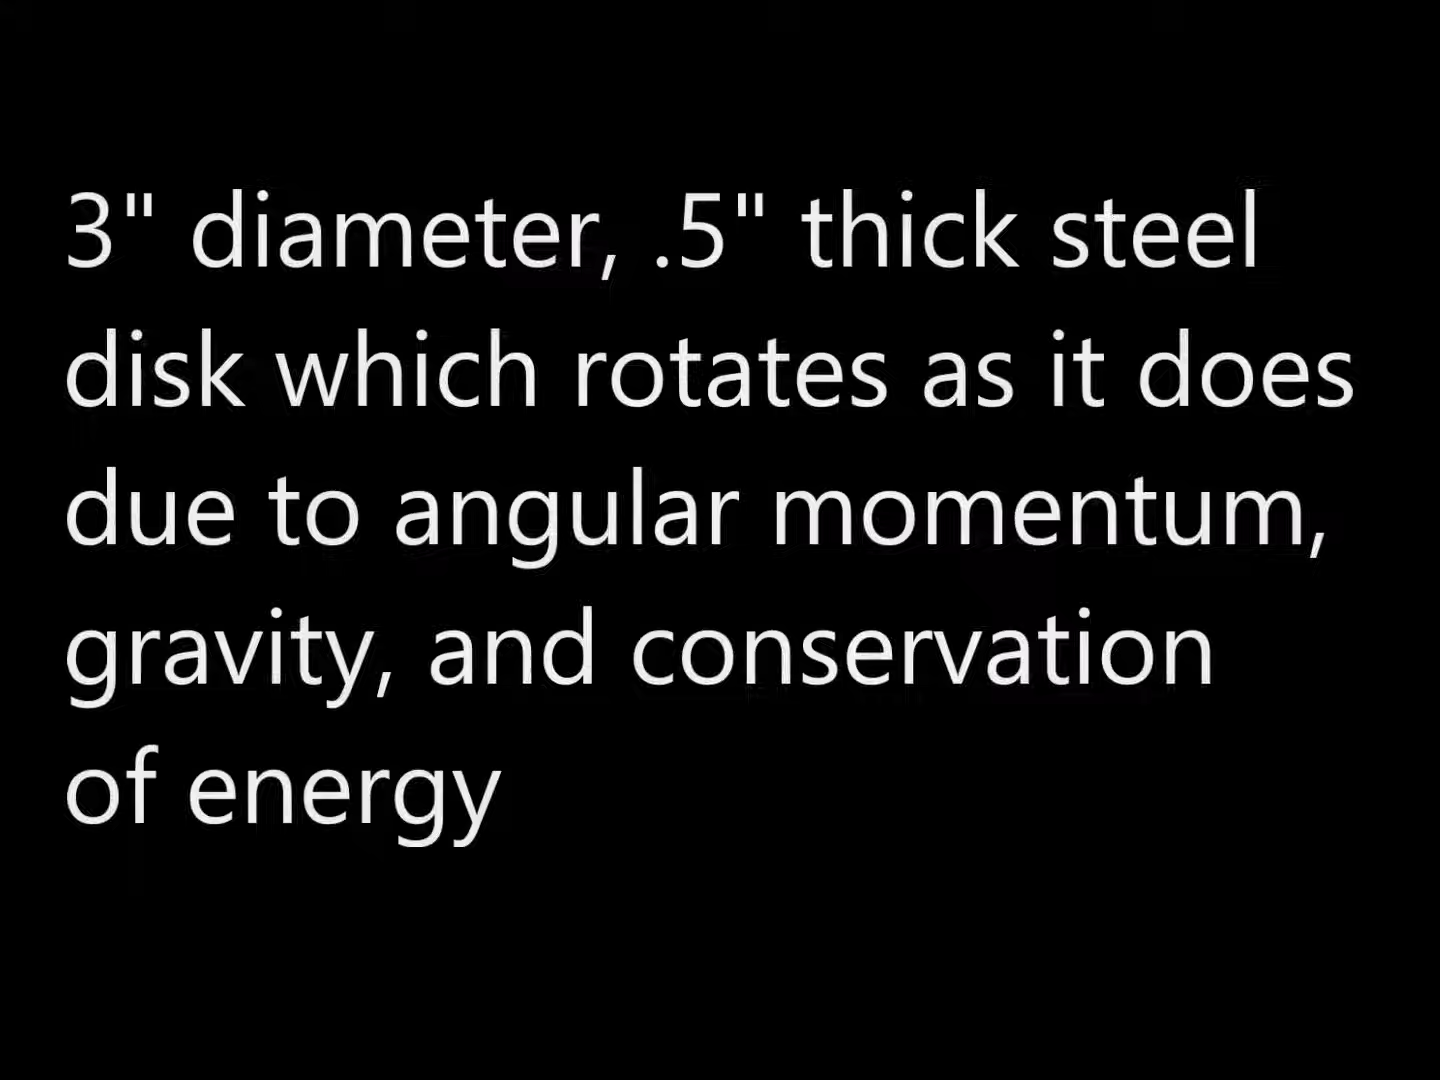 3" diameter, .5" thick steel
disk which rotates as it does
due to angular momentum,
gravity, and conservation
of energy